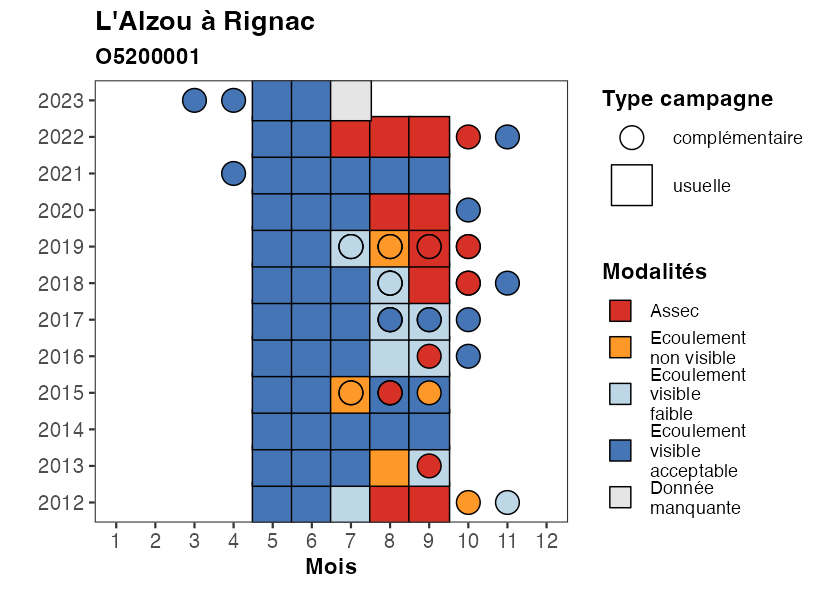 L'Alzou à Rignac
O5200001
2023
2022
2021
2020
2019
2018
2017
2016
2015
2014
2013
2012
1 2 3 4 5 6 7 8 9 10 11 12
Mois
Type campagne
complémentaire
usuelle
Modalités
Assec
Ecoulement
non visible
Ecoulement
visible
faible
Ecoulement
visible
acceptable
Donnée
manquante